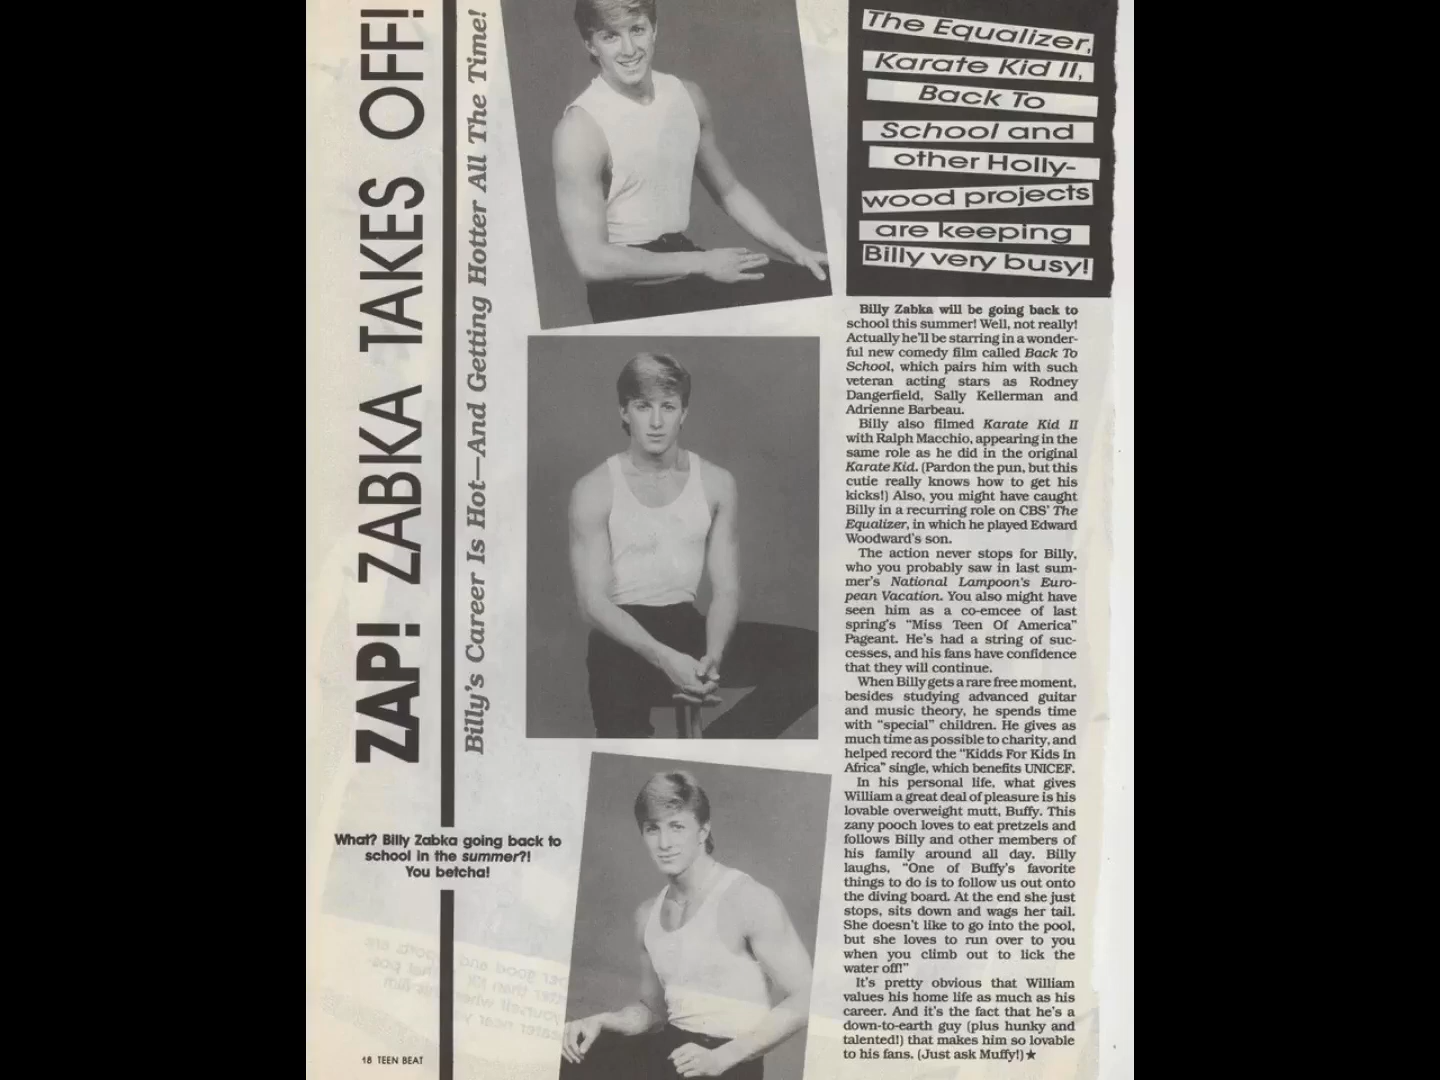 ZAP! ZABKA TAKES OFF!
Billy's Career Is Hot—And Getting Hotter All The Time!
The Equalizer,
Karate Kid II,
Back To
School and
other Holly-
wood projects
are keeping
Billy very busy!
Billy Zabka will be going back to
school this summer! Well, not really!
Actually he'll be starring in a wonder-
ful new comedy film called Back To
School, which pairs him with such
veteran acting stars as Rodney
Dangerfield, Sally Kellerman and
Adrienne Barbeau.
Billy also filmed Karate Kid II
with Ralph Macchio, appearing in the
same role as he did in the original
Karate Kid. (Pardon the pun, but this
cutie really knows how to get his
kicks!) Also, you might have caught
Billy in a recurring role on CBS' The
Equalizer, in which he played Edward
Woodward's son.
The action never stops for Billy,
who you probably saw in last sum-
mer's National Lampoon's Euro-
pean Vacation. You also might have
seen him as a co-emcee of last
spring's "Miss Teen Of America"
Pageant. He's had a string of suc-
cesses, and his fans have confidence
that they will continue.
When Billy gets a rare free moment,
besides studying advanced guitar
and music theory, he spends time
with "special" children. He gives as
much time as possible to charity, and
helped record the "Kidds For Kids In
Africa" single, which benefits UNICEF.
In his personal life, what gives
William a great deal of pleasure is his
lovable overweight mutt, Buffy. This
zany pooch loves to eat pretzels and
follows Billy and other members of
his family around all day. Billy
laughs, "One of Buffy's favorite
things to do is to follow us out onto
the diving board. At the end she just
stops, sits down and wags her tail.
She doesn't like to go into the pool,
but she loves to run over to you
when you climb out to lick the
water off!"
It's pretty obvious that William
values his home life as much as his
career. And it's the fact that he's a
down-to-earth guy (plus hunky and
talented!) that makes him so lovable
to his fans. (Just ask Muffy!)★
What? Billy Zabka going back to
school in the summer?!
You betcha!
18 TEEN BEAT